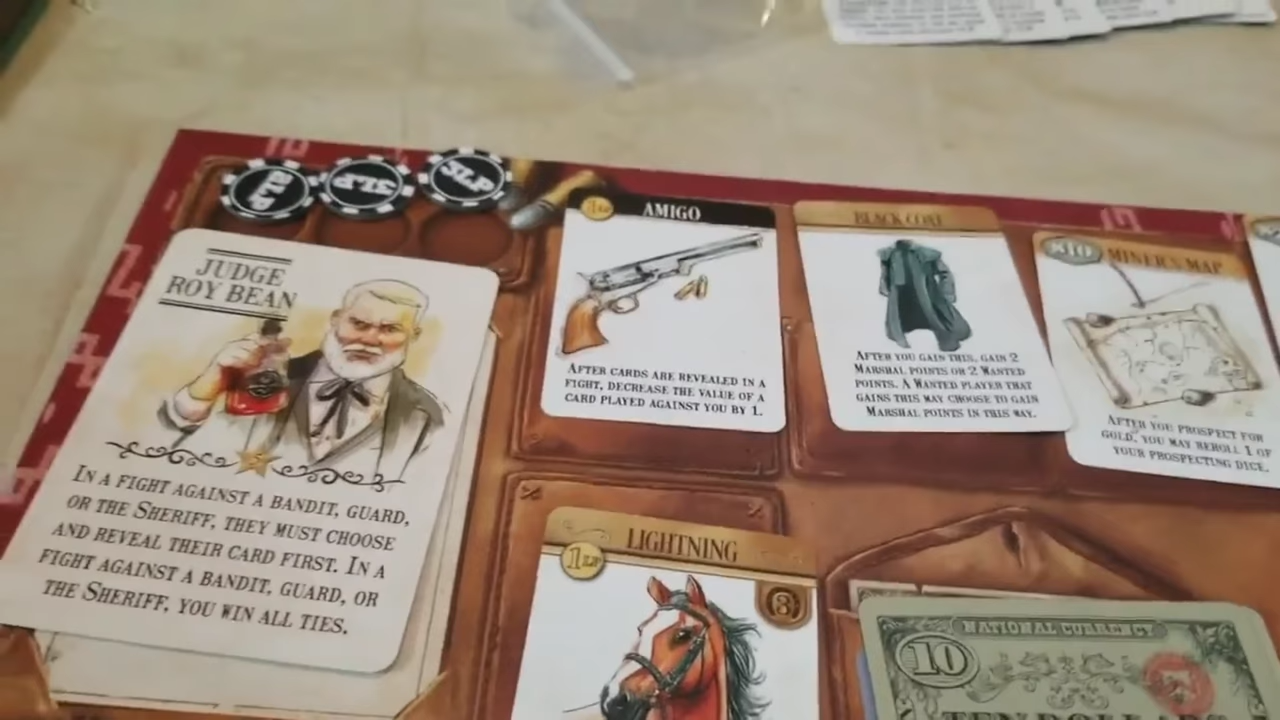 3LP
3LP
JUDGE
ROY BEAN
IN A FIGHT AGAINST A BANDIT, GUARD,
OR THE SHERIFF, THEY MUST CHOOSE
AND REVEAL THEIR CARD FIRST. IN A
FIGHT AGAINST A BANDIT, GUARD, OR
THE SHERIFF, YOU WIN ALL TIES.
AMIGO
AFTER CARDS ARE REVEALED IN A
FIGHT, DECREASE THE VALUE OF A
CARD PLAYED AGAINST YOU BY 1.
BLACK COAT
AFTER YOU GAIN THIS, GAIN 2
MARSHAL POINTS OR 2 WANTED
POINTS. A WANTED PLAYER THAT
GAINS THIS MAY CHOOSE TO GAIN
MARSHAL POINTS IN THIS WAY.
$10 MINER'S MAP
AFTER YOU PROSPECT FOR
GOLD, YOU MAY REROLL 1 OF
YOUR PROSPECTING DICE.
LIGHTNING
1LP
3
NATIONAL CURRENCY
10
TEN